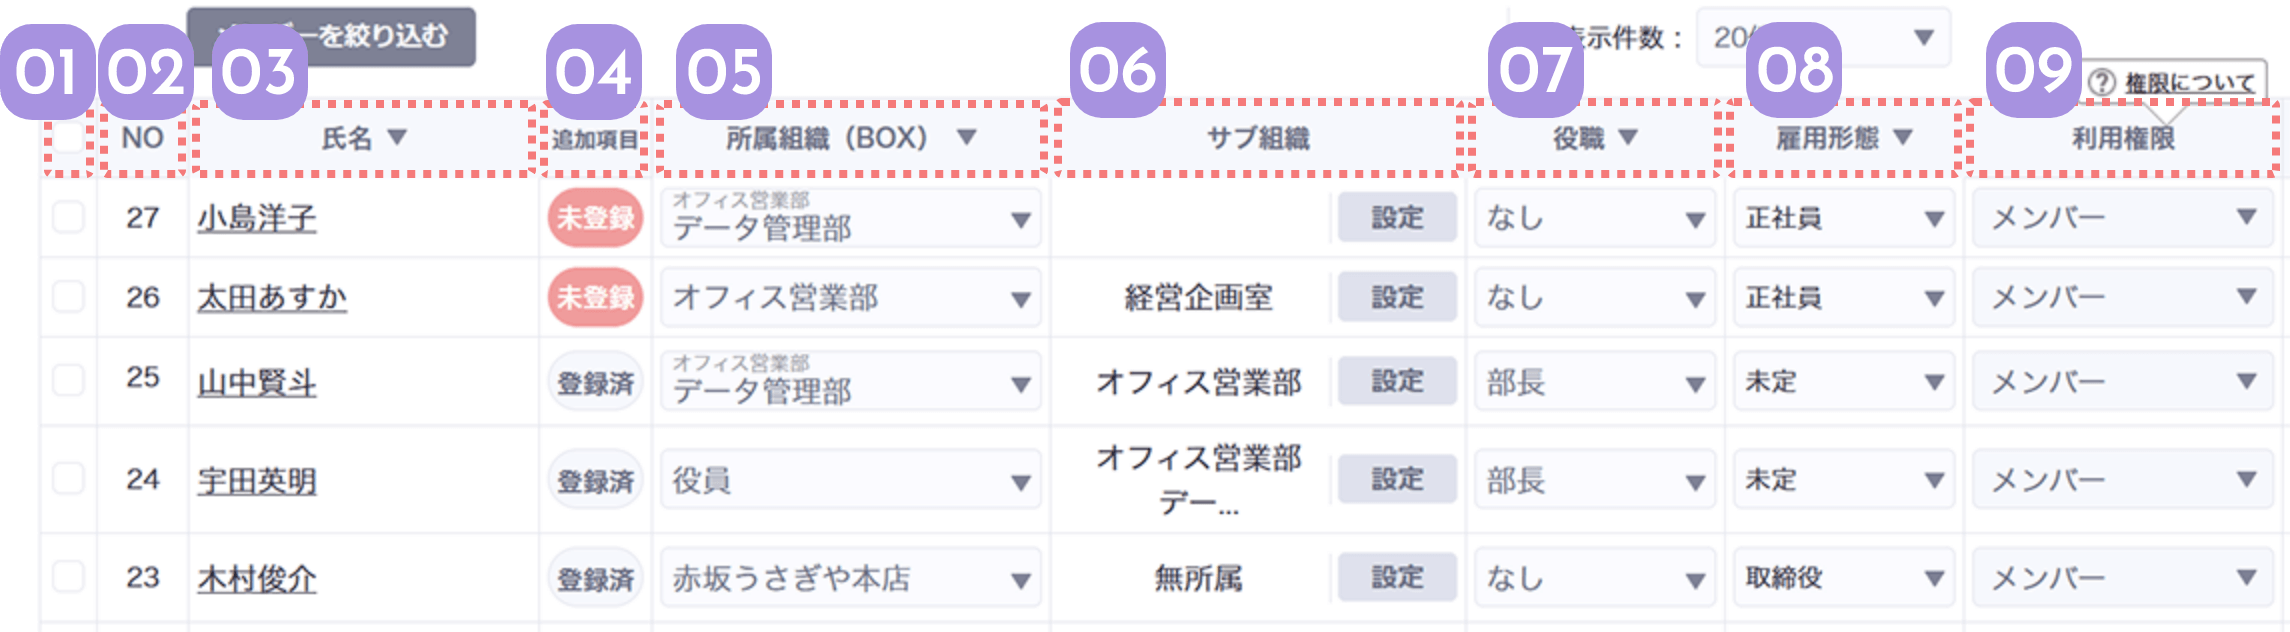 ーを絞り込む
示件数：
20
01
02
03
04
05
06
07
08
09
権限について
NO
氏名
追加項目
所属組織（BOX）
サブ組織
役職
雇用形態
利用権限
27
小島洋子
未登録
オフィス営業部
データ管理部
設定
なし
正社員
メンバー
26
太田あすか
未登録
オフィス営業部
経営企画室
設定
なし
正社員
メンバー
25
山中賢斗
登録済
オフィス営業部
データ管理部
オフィス営業部
設定
部長
未定
メンバー
24
宇田英明
登録済
役員
オフィス営業部
デー...
設定
部長
未定
メンバー
23
木村俊介
登録済
赤坂うさぎや本店
無所属
設定
なし
取締役
メンバー